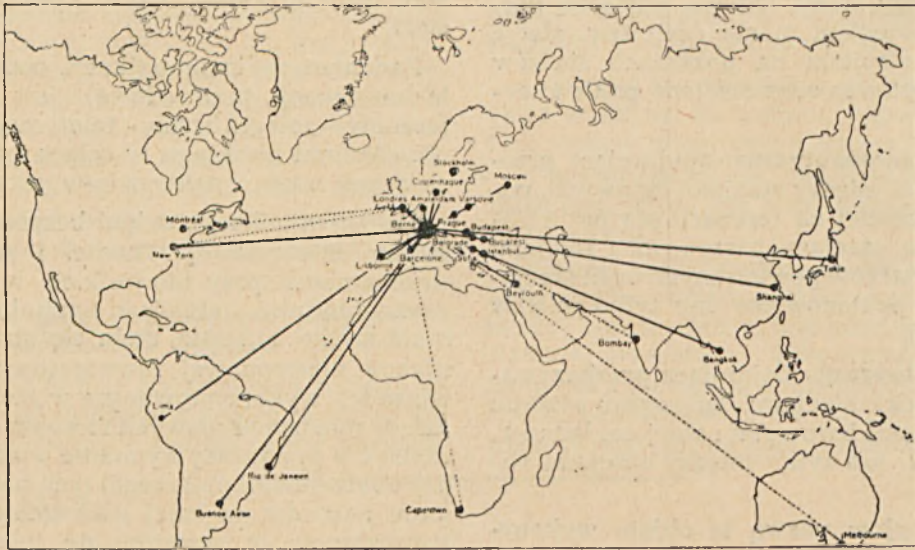 Stockholm
Copenhague
Moscou
Londres Amsterdam Varsovie
Montréal
Prague
Berne
Budapest
Bucarest
New York
Belgrade
Istanbul
Lisbonne
Barcelone
Tokio
Beyrouth
Shanghai
Bombay
Bangkok
Rio de Janeiro
Buenos Aires
Capetown
Melbourne